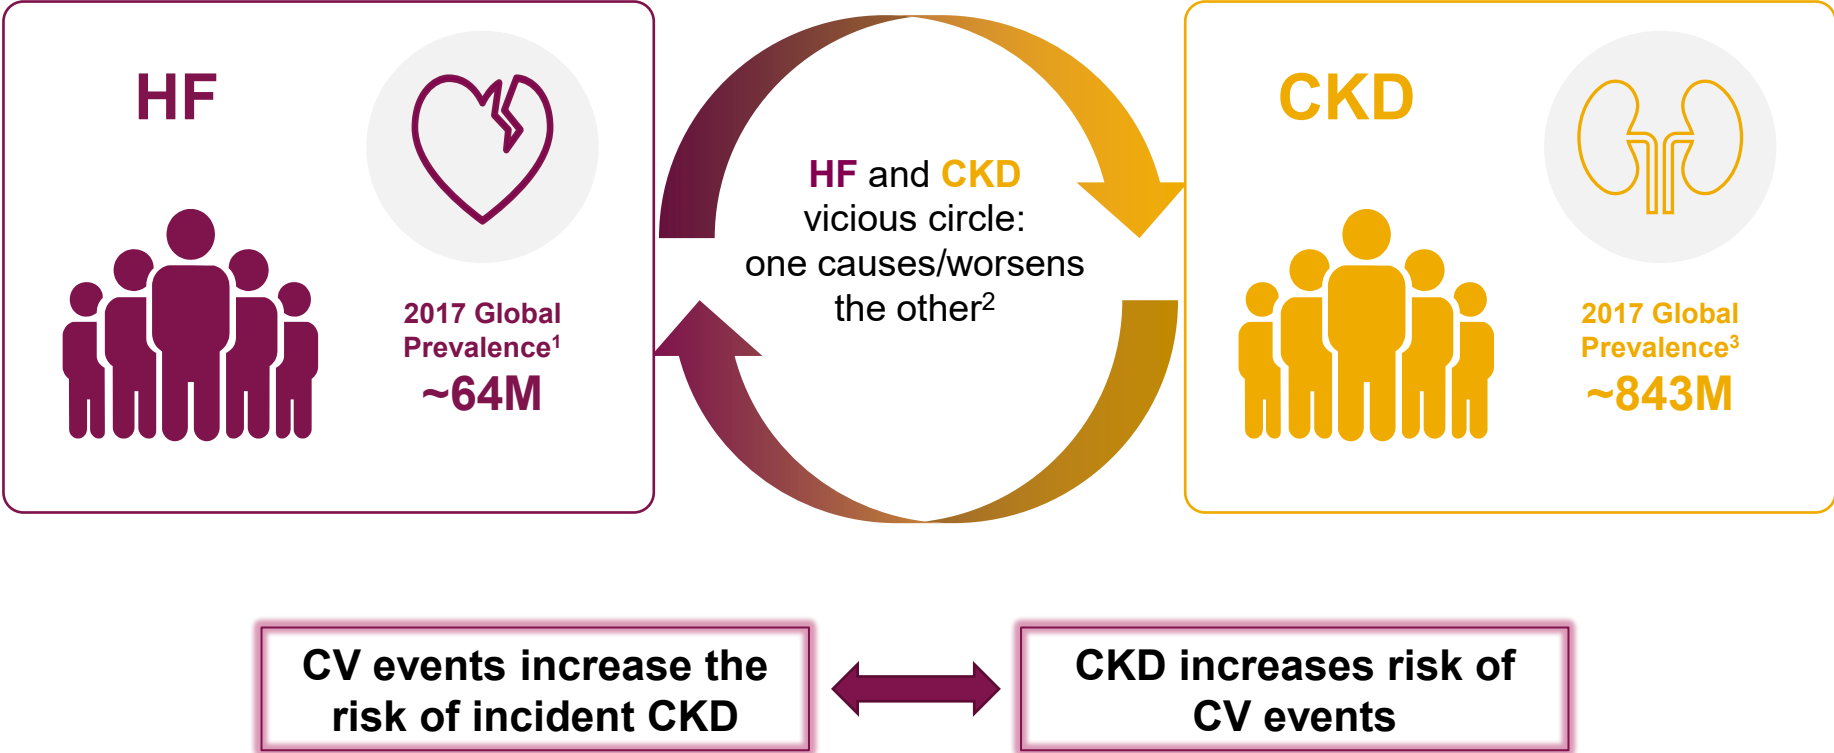 HF
2017 Global
Prevalence¹
~64M
HF and CKD
vicious circle:
one causes/worsens
the other²
CKD
2017 Global
Prevalence³
~843M
CV events increase the
risk of incident CKD
CKD increases risk of
CV events